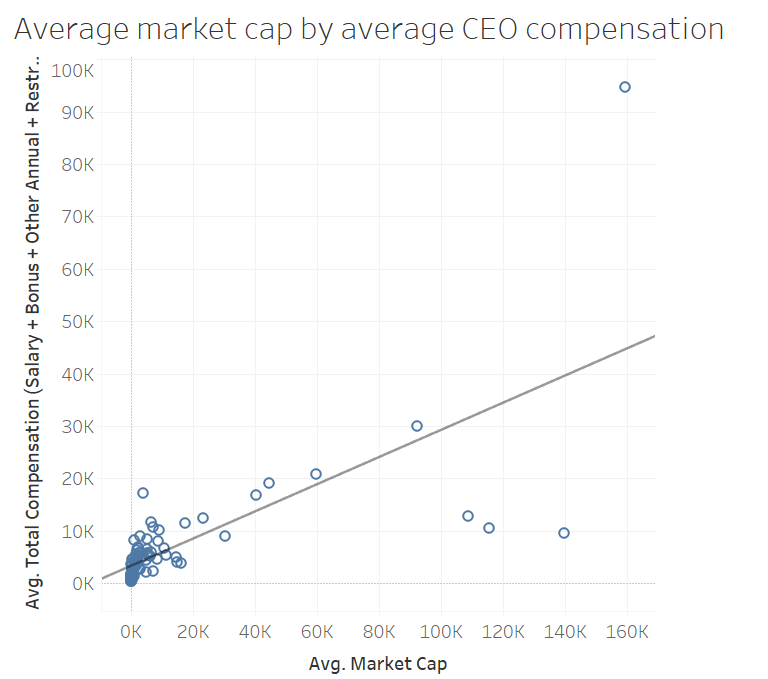 Average market cap by average CEO compensation
Avg. Total Compensation (Salary + Bonus + Other Annual + Restr..
100K
90K
80K
70K
60K
50K
40K
30K
20K
10K
0K
0K 20K 40K 60K 80K 100K 120K 140K 160K
Avg. Market Cap